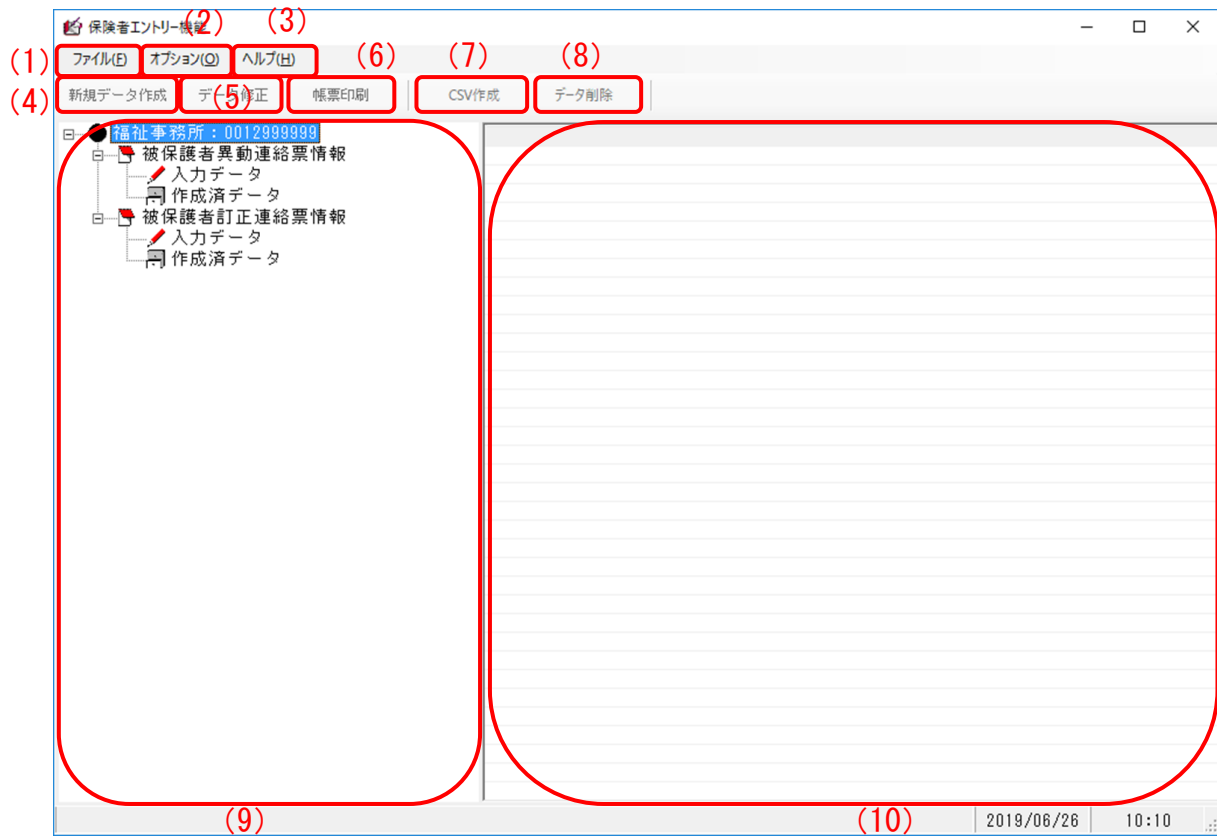 保険者エントリー機能
(2)
(3)
(1)
ファイル(F)
オプション(O)
ヘルプ(H)
(6)
(7)
(8)
(4)
新規データ作成
データ修正
(5)
帳票印刷
CSV作成
データ削除
福祉事務所：0012999999
被保護者異動連絡票情報
入力データ
作成済データ
被保護者訂正連絡票情報
入力データ
作成済データ
(9)
(10)
2019/06/26
10:10